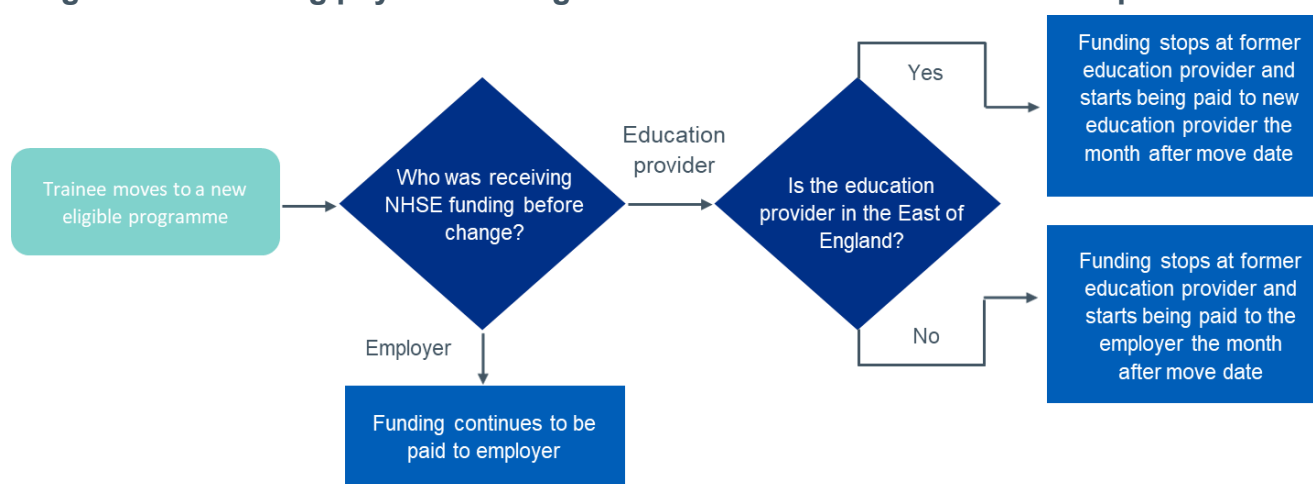 Trainee moves to a new
eligible programme
Who was receiving
NHSE funding before
change?
Education
provider
Employer
Funding continues to be
paid to employer
Is the education
provider in the East of
England?
Yes
Funding stops at former
education provider and
starts being paid to new
education provider the
month after move date
No
Funding stops at former
education provider and
starts being paid to the
employer the month
after move date